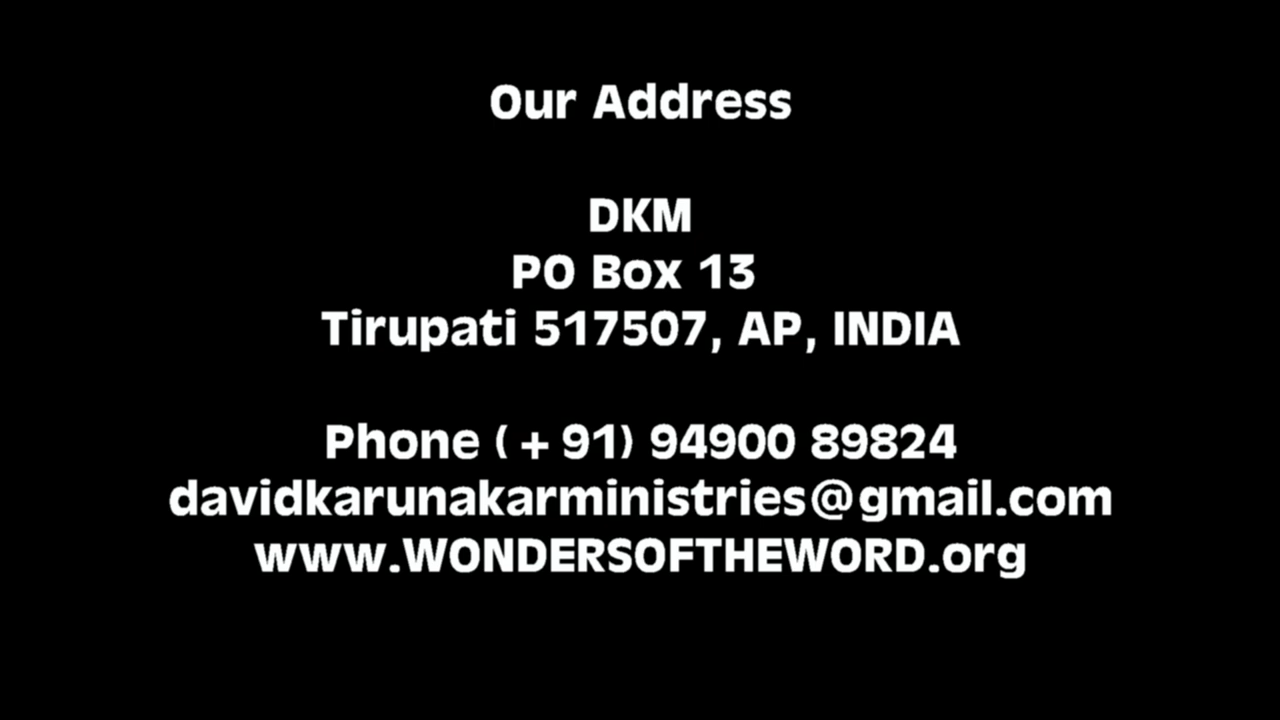 Our Address
DKM
PO Box 13
Tirupati 517507, AP, INDIA
Phone ( + 91) 94900 89824
davidkarunakarministries@gmail.com
www.WONDERSOFTHEWORD.org